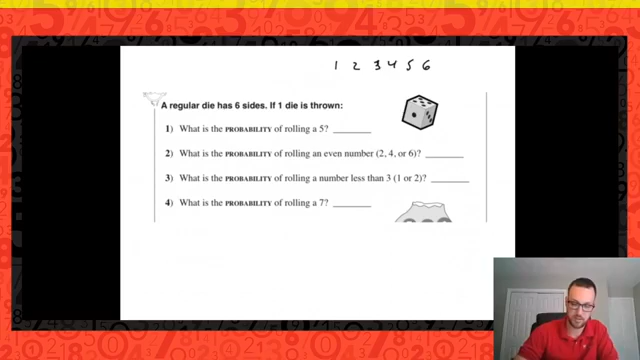 1 2 3 4 5 6
A regular die has 6 sides. If 1 die is thrown:
1) What is the PROBABILITY of rolling a 5? ________
2) What is the PROBABILITY of rolling an even number (2, 4, or 6)? ________
3) What is the PROBABILITY of rolling a number less than 3 (1 or 2)? ________
4) What is the PROBABILITY of rolling a 7? ________